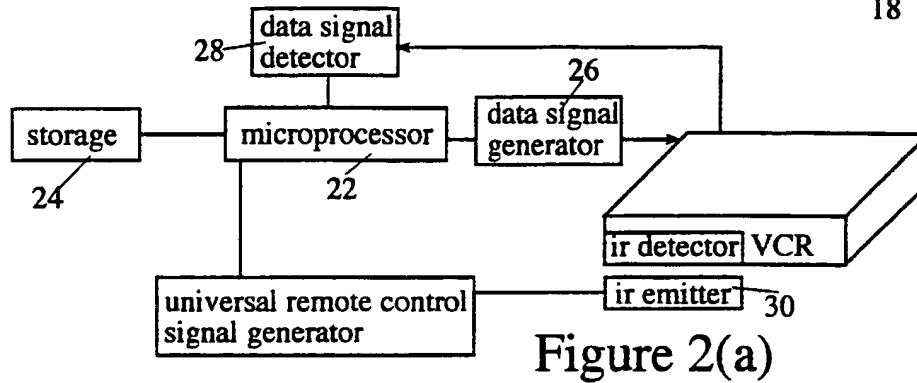 18
data signal
detector
28
26
storage
microprocessor
data signal
generator
24
22
ir detector
VCR
universal remote control
signal generator
ir emitter
30
Figure 2(a)